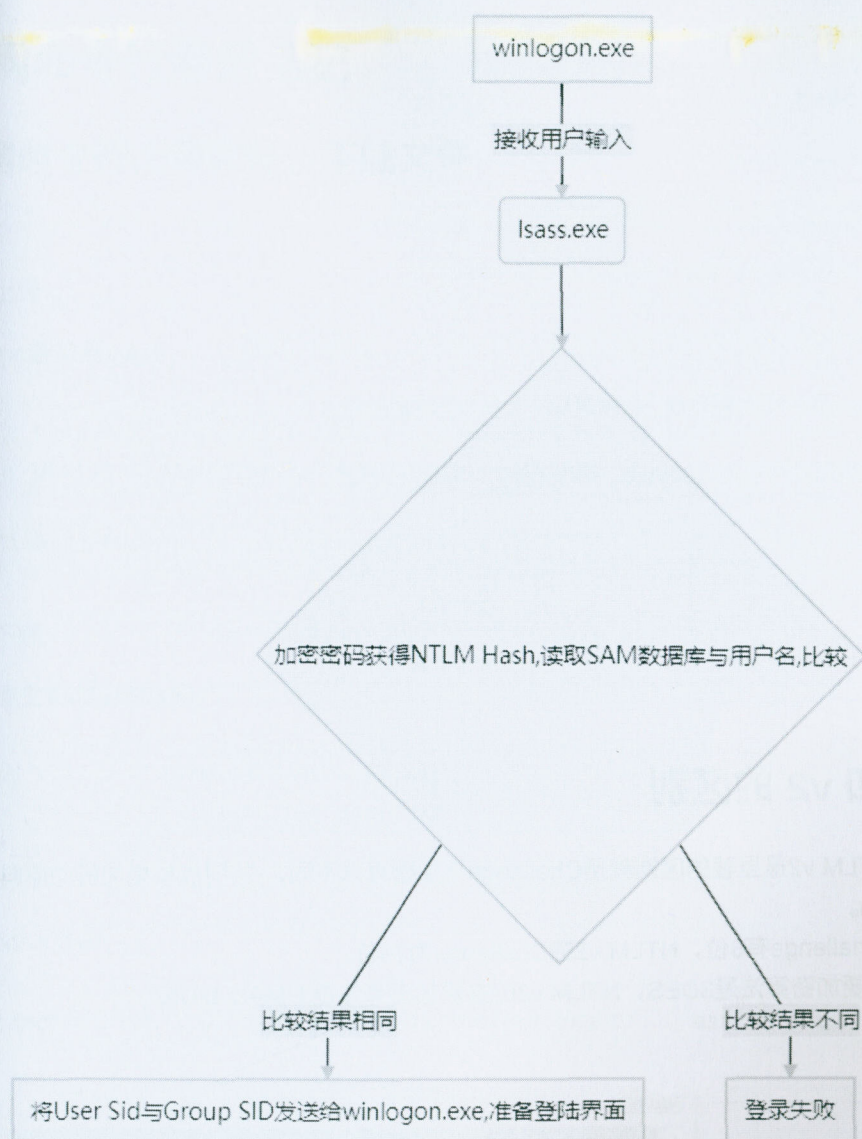 winlogon.exe
接收用户输入
lsass.exe
加密密码获得NTLM Hash,读取SAM数据库与用户名,比较
比较结果相同
比较结果不同
将User Sid与Group SID发送给winlogon.exe,准备登陆界面
登录失败